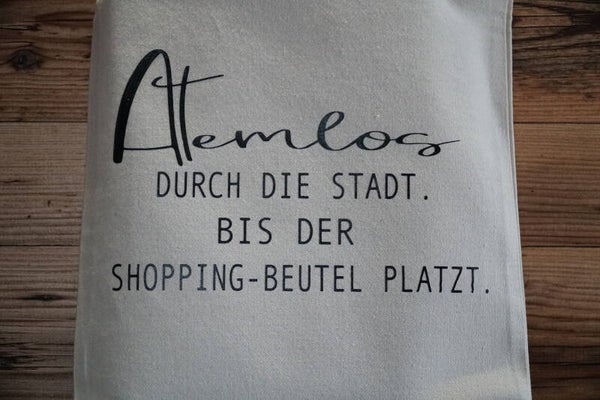 Atemlos
DURCH DIE STADT.
BIS DER
SHOPPING-BEUTEL PLATZT.